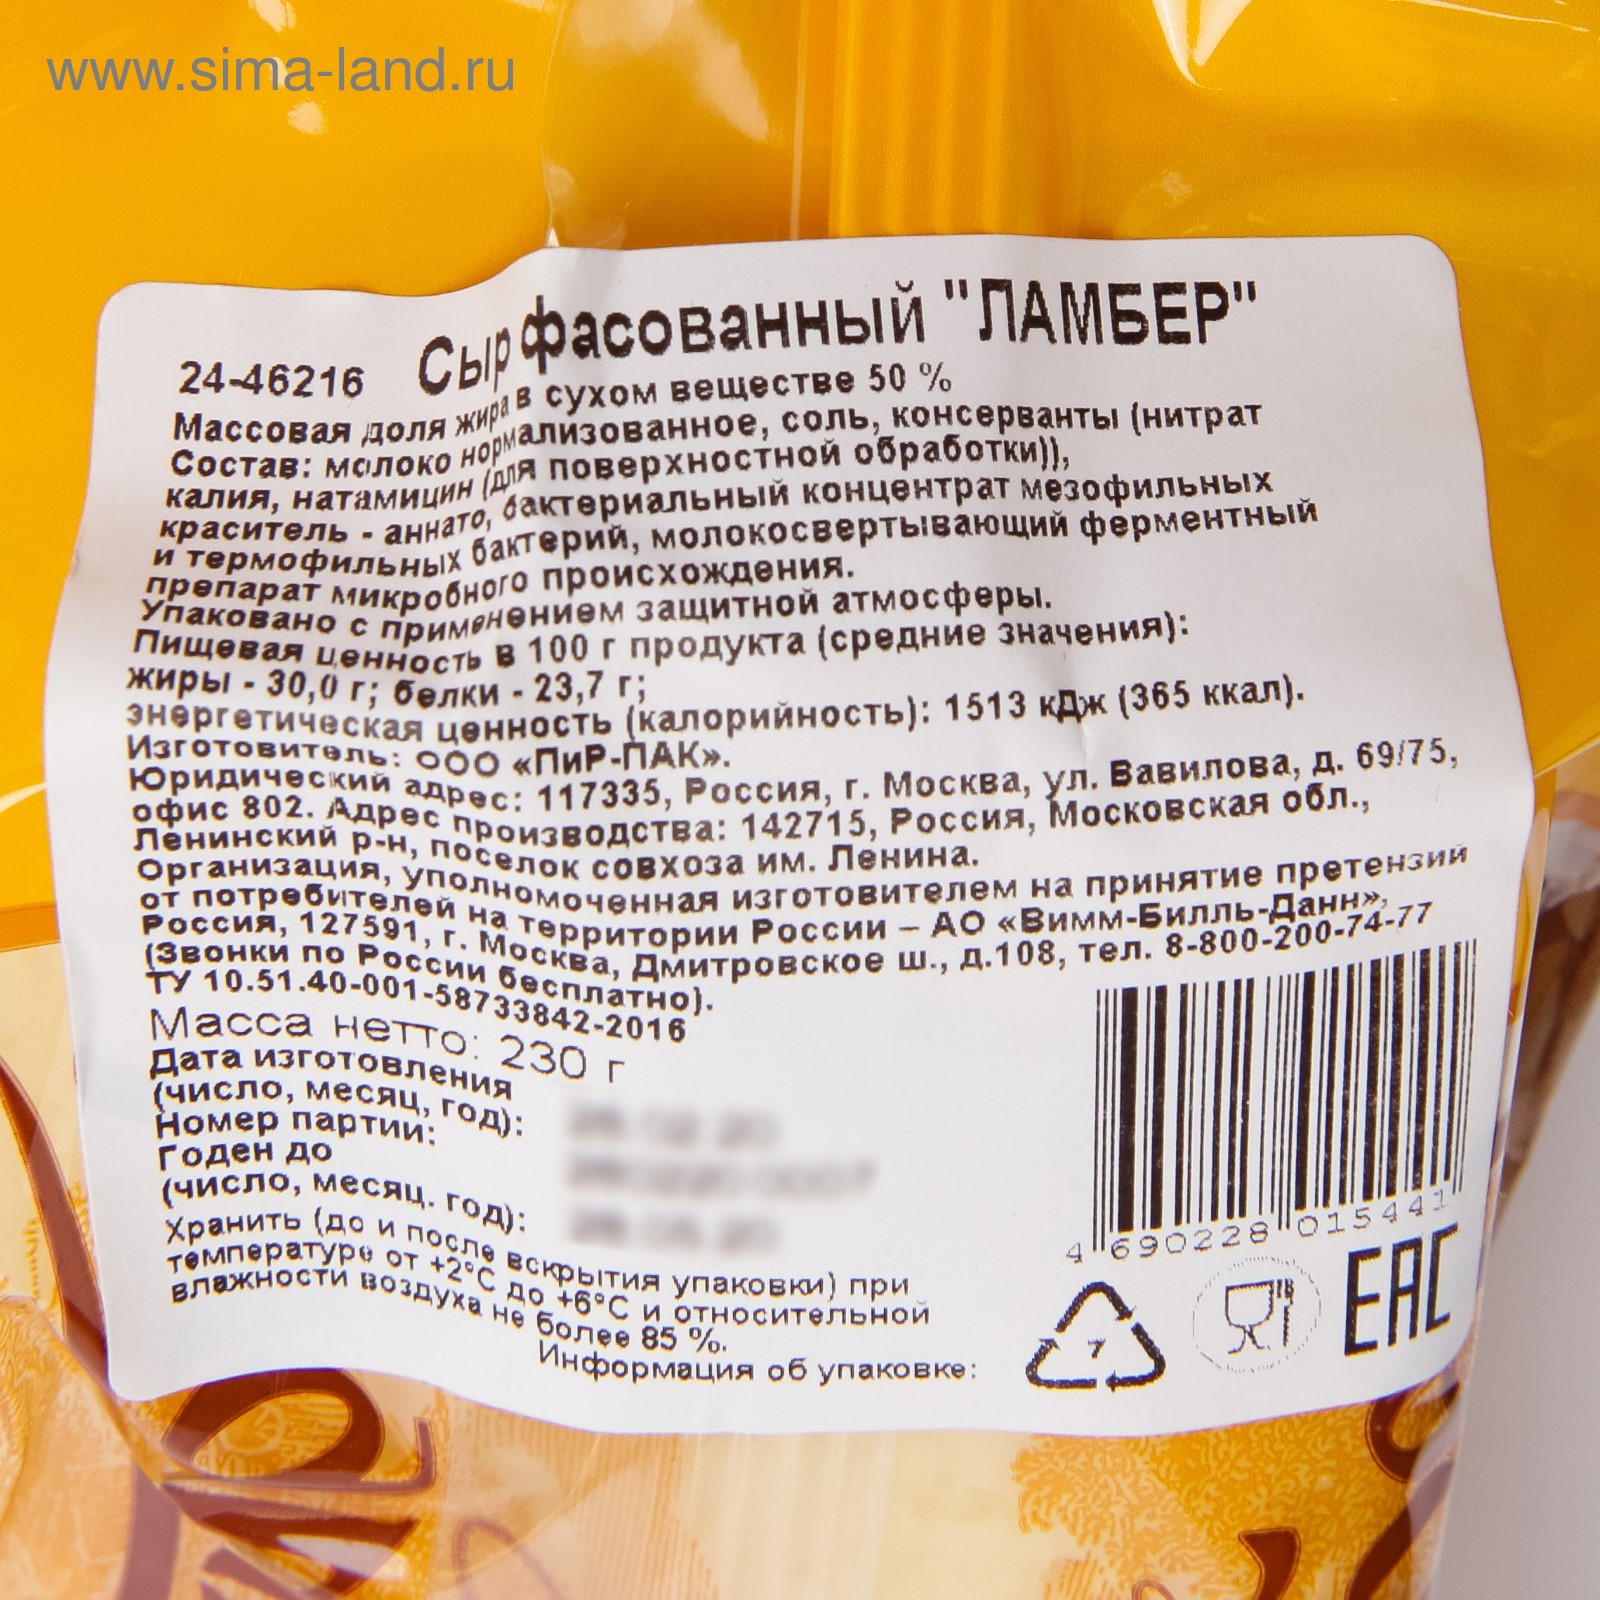 www.sima-land.ru
24-46216 Сыр фасованный "ЛАМБЕР"
Массовая доля жира в сухом веществе 50 %
Состав: молоко нормализованное, соль, консерванты (нитрат
калия, натамицин (для поверхностной обработки)),
краситель - аннато, бактериальный концентрат мезофильных
и термофильных бактерий, молокосвертывающий ферментный
препарат микробного происхождения.
Упаковано с применением защитной атмосферы.
Пищевая ценность в 100 г продукта (средние значения):
жиры - 30,0 г; белки - 23,7 г;
энергетическая ценность (калорийность): 1513 кДж (365 ккал).
Изготовитель: ООО «ПиР-ПАК».
Юридический адрес: 117335, Россия, г. Москва, ул. Вавилова, д. 69/75,
офис 802. Адрес производства: 142715, Россия, Московская обл.,
Ленинский р-н, поселок совхоза им. Ленина.
Организация, уполномоченная изготовителем на принятие претензий
от потребителей на территории России – АО «Вимм-Билль-Данн»,
Россия, 127591, г. Москва, Дмитровское ш., д.108, тел. 8-800-200-74-77
(Звонки по России бесплатно).
ТУ 10.51.40-001-58733842-2016
Масса нетто: 230 г
Дата изготовления
(число, месяц, год):
Номер партии:
Годен до
(число, месяц. год):
Хранить (до и после вскрытия упаковки) при
температуре от +2°С до +6°С и относительной
влажности воздуха не более 85 %.
Информация об упаковке:
4 690228 015441
7
EAC